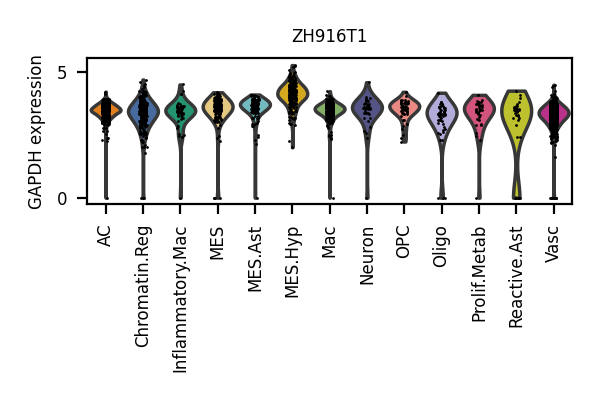 ZH916T1
GAPDH expression
5
0
AC
Chromatin.Reg
Inflammatory.Mac
MES
MES.Ast
MES.Hyp
Mac
Neuron
OPC
Oligo
Prolif.Metab
Reactive.Ast
Vasc